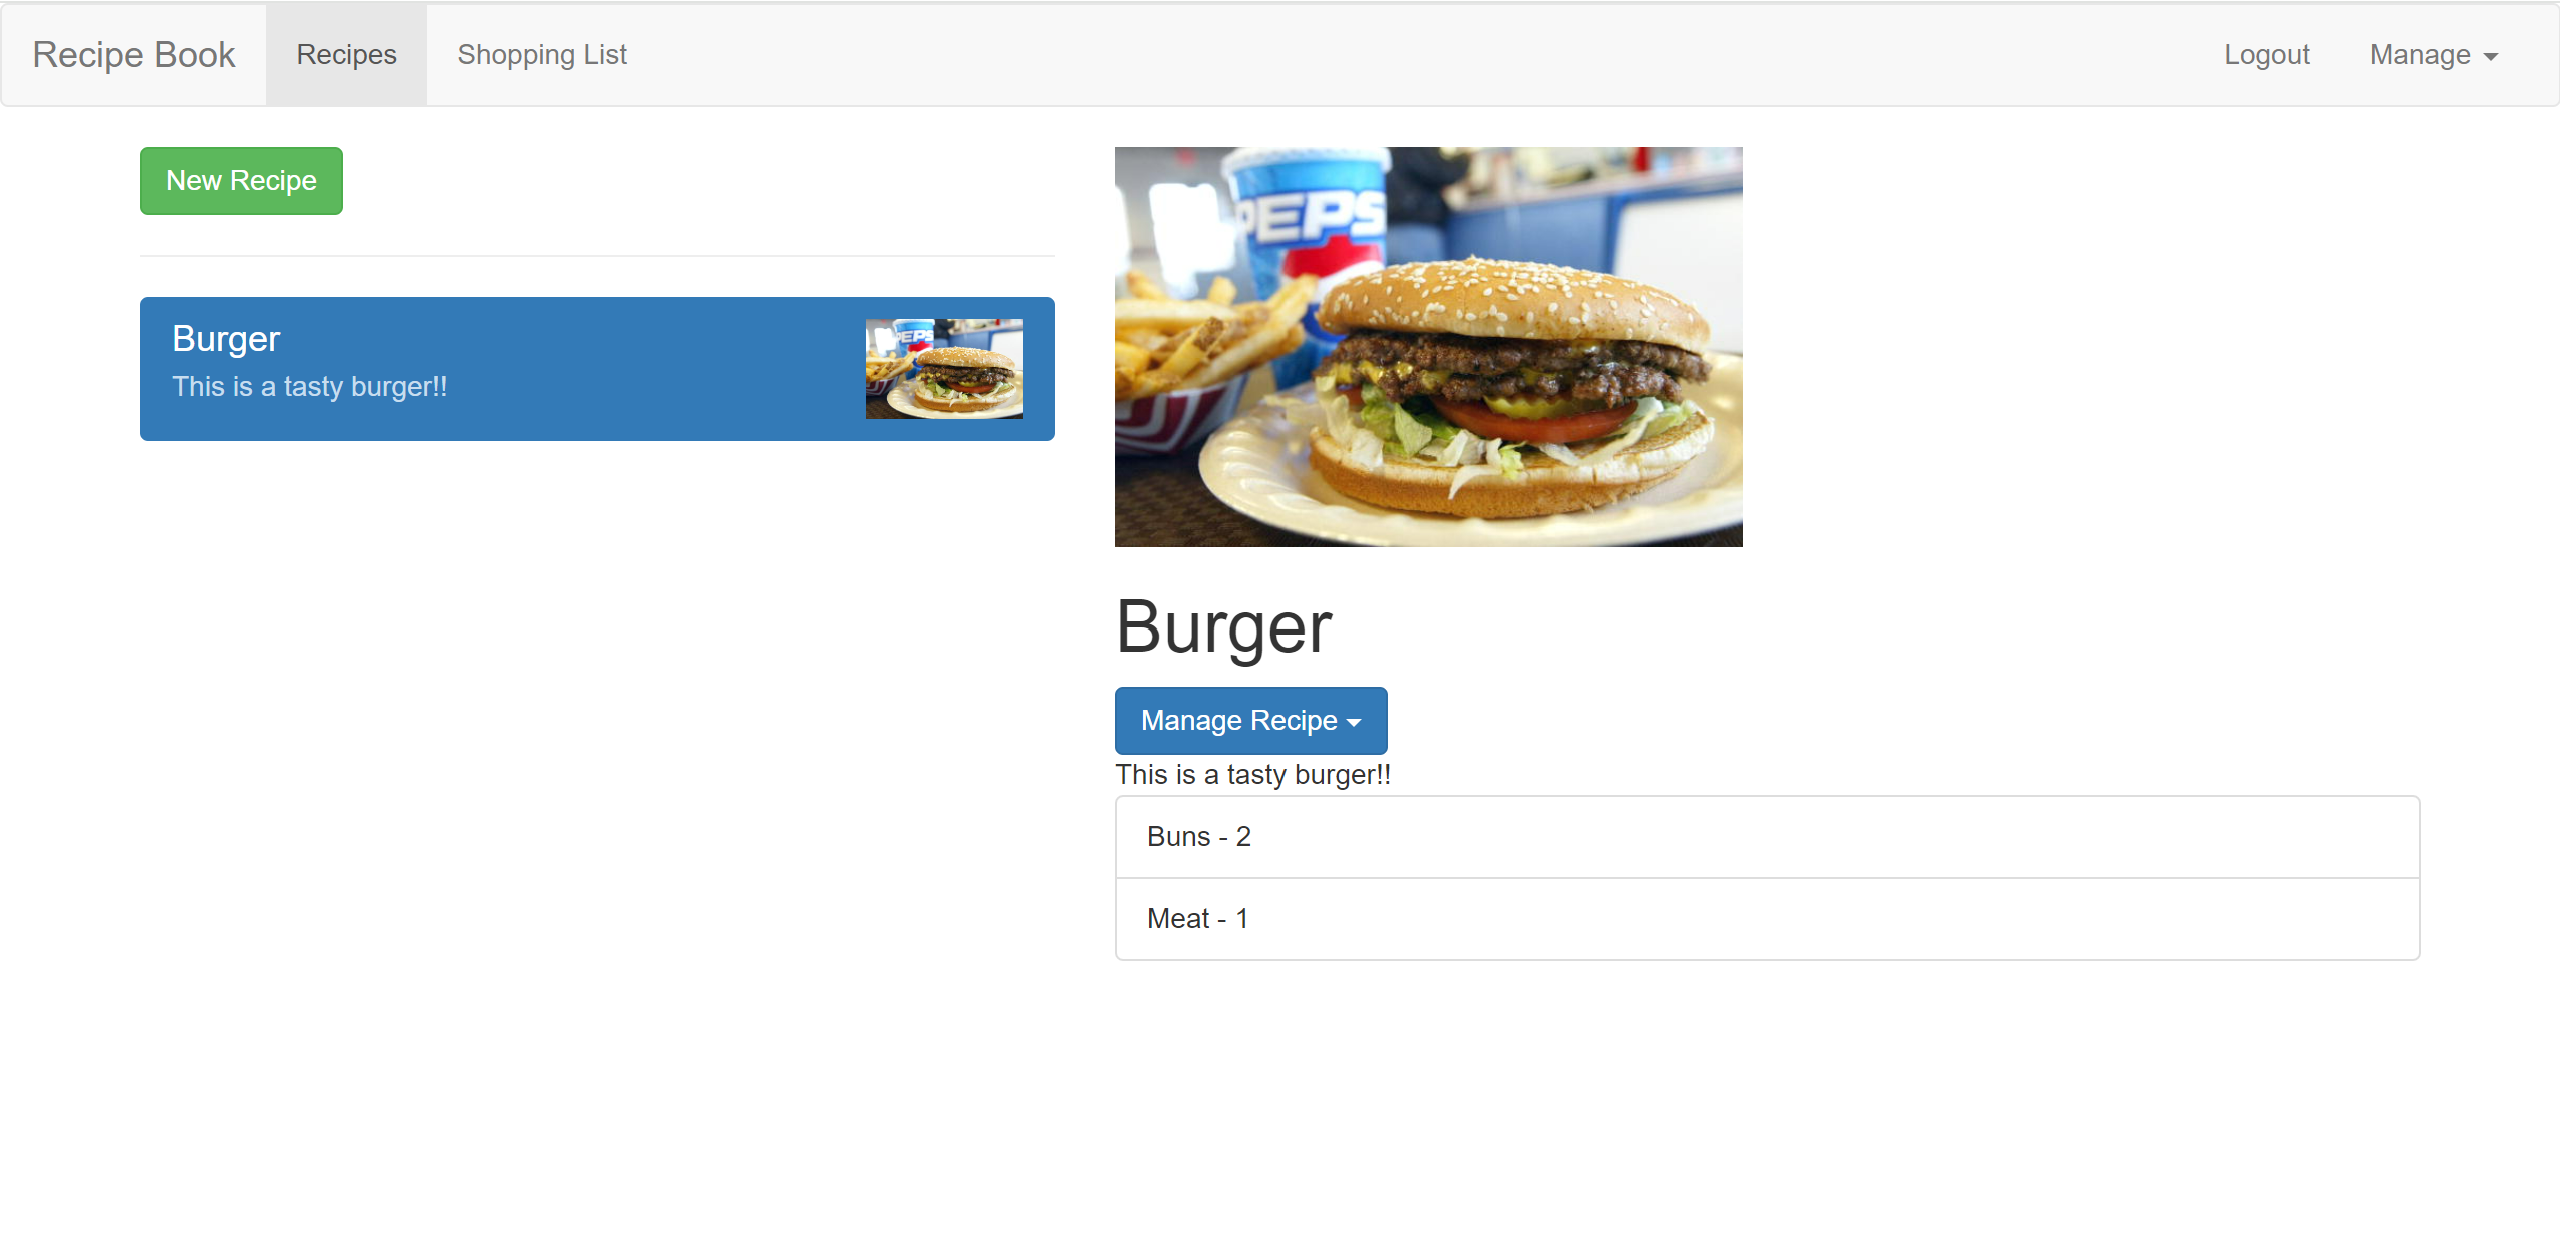 Recipe Book Recipes Shopping List Logout Manage
New Recipe
Burger
This is a tasty burger!!
PEPS
PEPS
Burger
Manage Recipe
This is a tasty burger!!
Buns - 2
Meat - 1